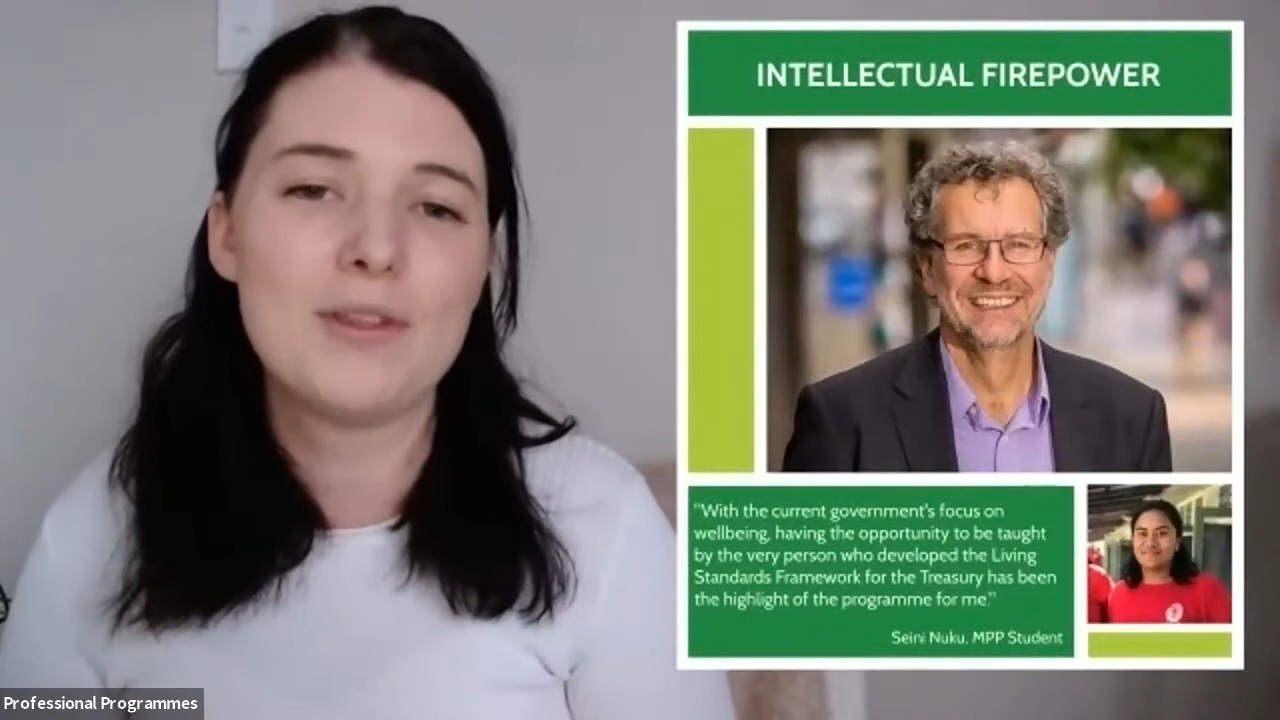 INTELLECTUAL FIREPOWER
"With the current government's focus on
wellbeing, having the opportunity to be taught
by the very person who developed the Living
Standards Framework for the Treasury has been
the highlight of the programme for me."
Seini Nuku, MPP Student
Professional Programmes